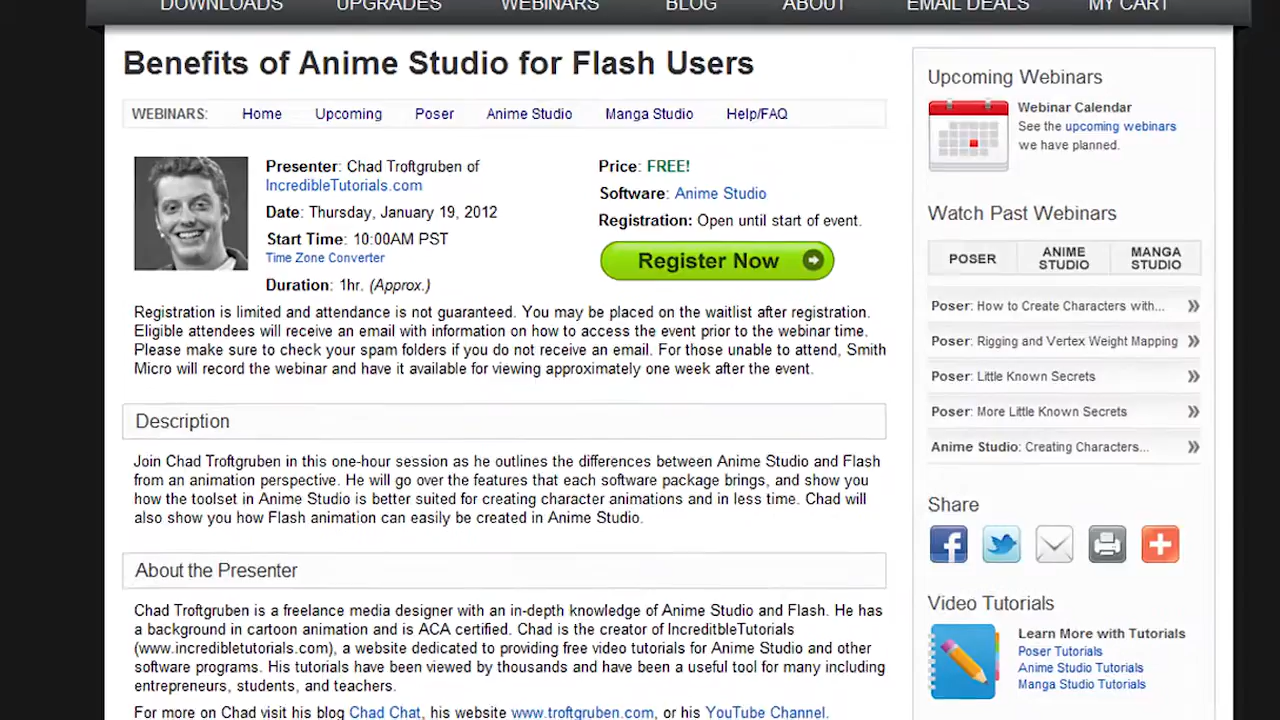 DOWNLOADS UPGRADES WEBINARS BLOG ABOUT EMAIL DEALS MY CART
Benefits of Anime Studio for Flash Users
WEBINARS: Home Upcoming Poser Anime Studio Manga Studio Help/FAQ
Presenter: Chad Troftgruben of
IncredibleTutorials.com
Date: Thursday, January 19, 2012
Start Time: 10:00AM PST
Time Zone Converter
Duration: 1hr. (Approx.)
Price: FREE!
Software: Anime Studio
Registration: Open until start of event.
Register Now
Registration is limited and attendance is not guaranteed. You may be placed on the waitlist after registration.
Eligible attendees will receive an email with information on how to access the event prior to the webinar time.
Please make sure to check your spam folders if you do not receive an email. For those unable to attend, Smith
Micro will record the webinar and have it available for viewing approximately one week after the event.
Description
Join Chad Troftgruben in this one-hour session as he outlines the differences between Anime Studio and Flash
from an animation perspective. He will go over the features that each software package brings, and show you
how the toolset in Anime Studio is better suited for creating character animations and in less time. Chad will
also show you how Flash animation can easily be created in Anime Studio.
About the Presenter
Chad Troftgruben is a freelance media designer with an in-depth knowledge of Anime Studio and Flash. He has
a background in cartoon animation and is ACA certified. Chad is the creator of IncreditbleTutorials
(www.incredibletutorials.com), a website dedicated to providing free video tutorials for Anime Studio and other
software programs. His tutorials have been viewed by thousands and have been a useful tool for many including
entrepreneurs, students, and teachers.
For more on Chad visit his blog Chad Chat, his website www.troftgruben.com, or his YouTube Channel.
Upcoming Webinars
Webinar Calendar
See the upcoming webinars
we have planned.
Watch Past Webinars
POSER
ANIME
STUDIO
MANGA
STUDIO
Poser: How to Create Characters with...
Poser: Rigging and Vertex Weight Mapping
Poser: Little Known Secrets
Poser: More Little Known Secrets
Anime Studio: Creating Characters...
Share
Video Tutorials
Learn More with Tutorials
Poser Tutorials
Anime Studio Tutorials
Manga Studio Tutorials